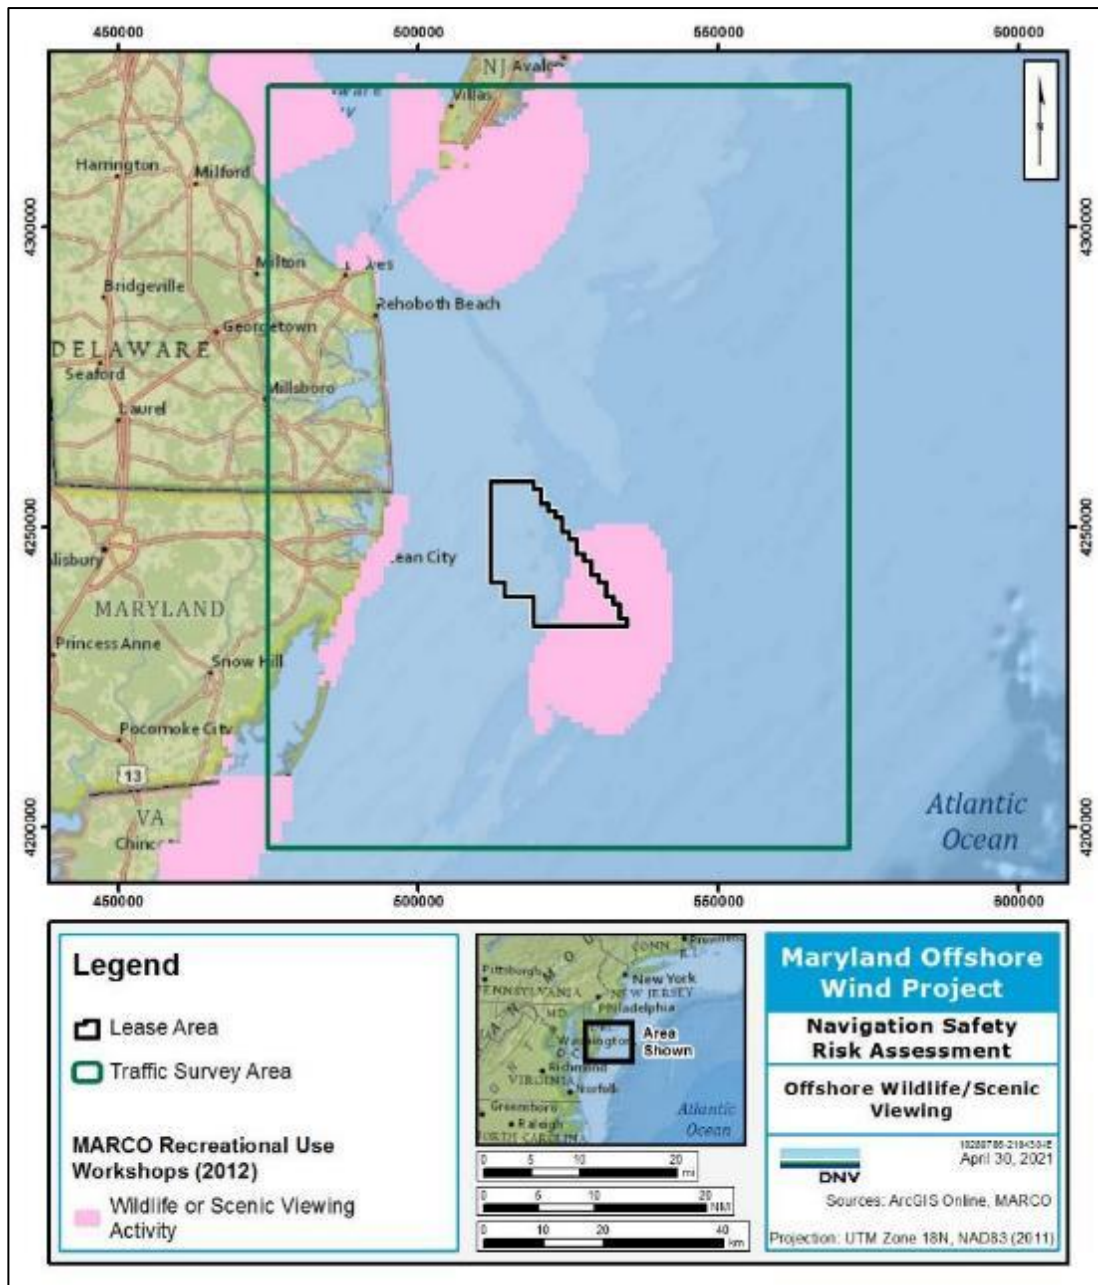 450000 500000 550000 600000
NJ Avalon
Villas
Harrington
Milford
4300000 4300000
Milton
Bridgeville
Rehoboth Beach
Georgetown
DELAWARE
Seaford
Millsboro
Laurel
4250000 4250000
ean City
lisbury
MARYLAND
Princess Anne
Snow Hill
Pocomoke City
13
VA
Atlantic
Ocean
4200000 4200000
450000 500000 550000 600000
Legend
Lease Area
Traffic Survey Area
MARCO Recreational Use
Workshops (2012)
Wildlife or Scenic Viewing
Activity
CONN
R.I.
Pittsburgh
New York
PENNSYLVANIA NEW JERSEY
Philadelphia
MD
Washington
D.C.
Area
Shown
Richmond
VIRGINIA
Norfolk
Greensboro
Raleigh
Atlantic
Ocean
NORTH CAROLINA
0 5 10 20
mi
0 5 10 20
NM
0 10 20 40
km
Maryland Offshore
Wind Project
Navigation Safety
Risk Assessment
Offshore Wildlife/Scenic
Viewing
April 30, 2021
DNV
Sources: ArcGIS Online, MARCO
Projection: UTM Zone 18N, NAD83 (2011)